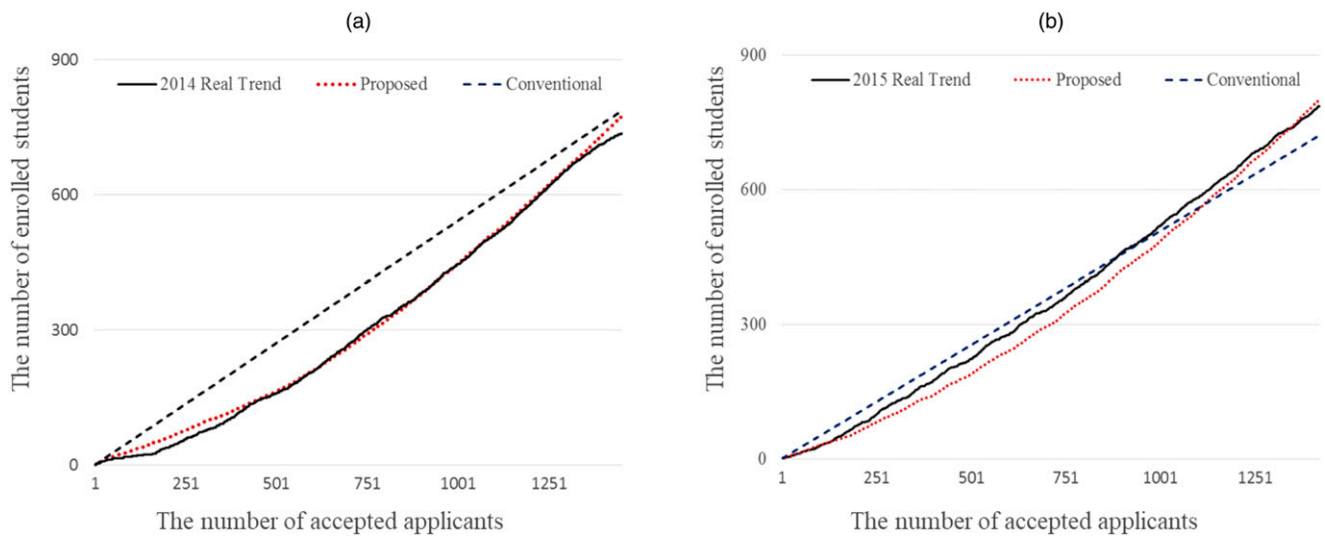 (a)
900
2014 Real Trend
Proposed
Conventional
600
300
0
1
251
501
751
1001
1251
The number of enrolled students
The number of accepted applicants
(b)
900
2015 Real Trend
Proposed
Conventional
600
300
0
1
251
501
751
1001
1251
The number of enrolled students
The number of accepted applicants